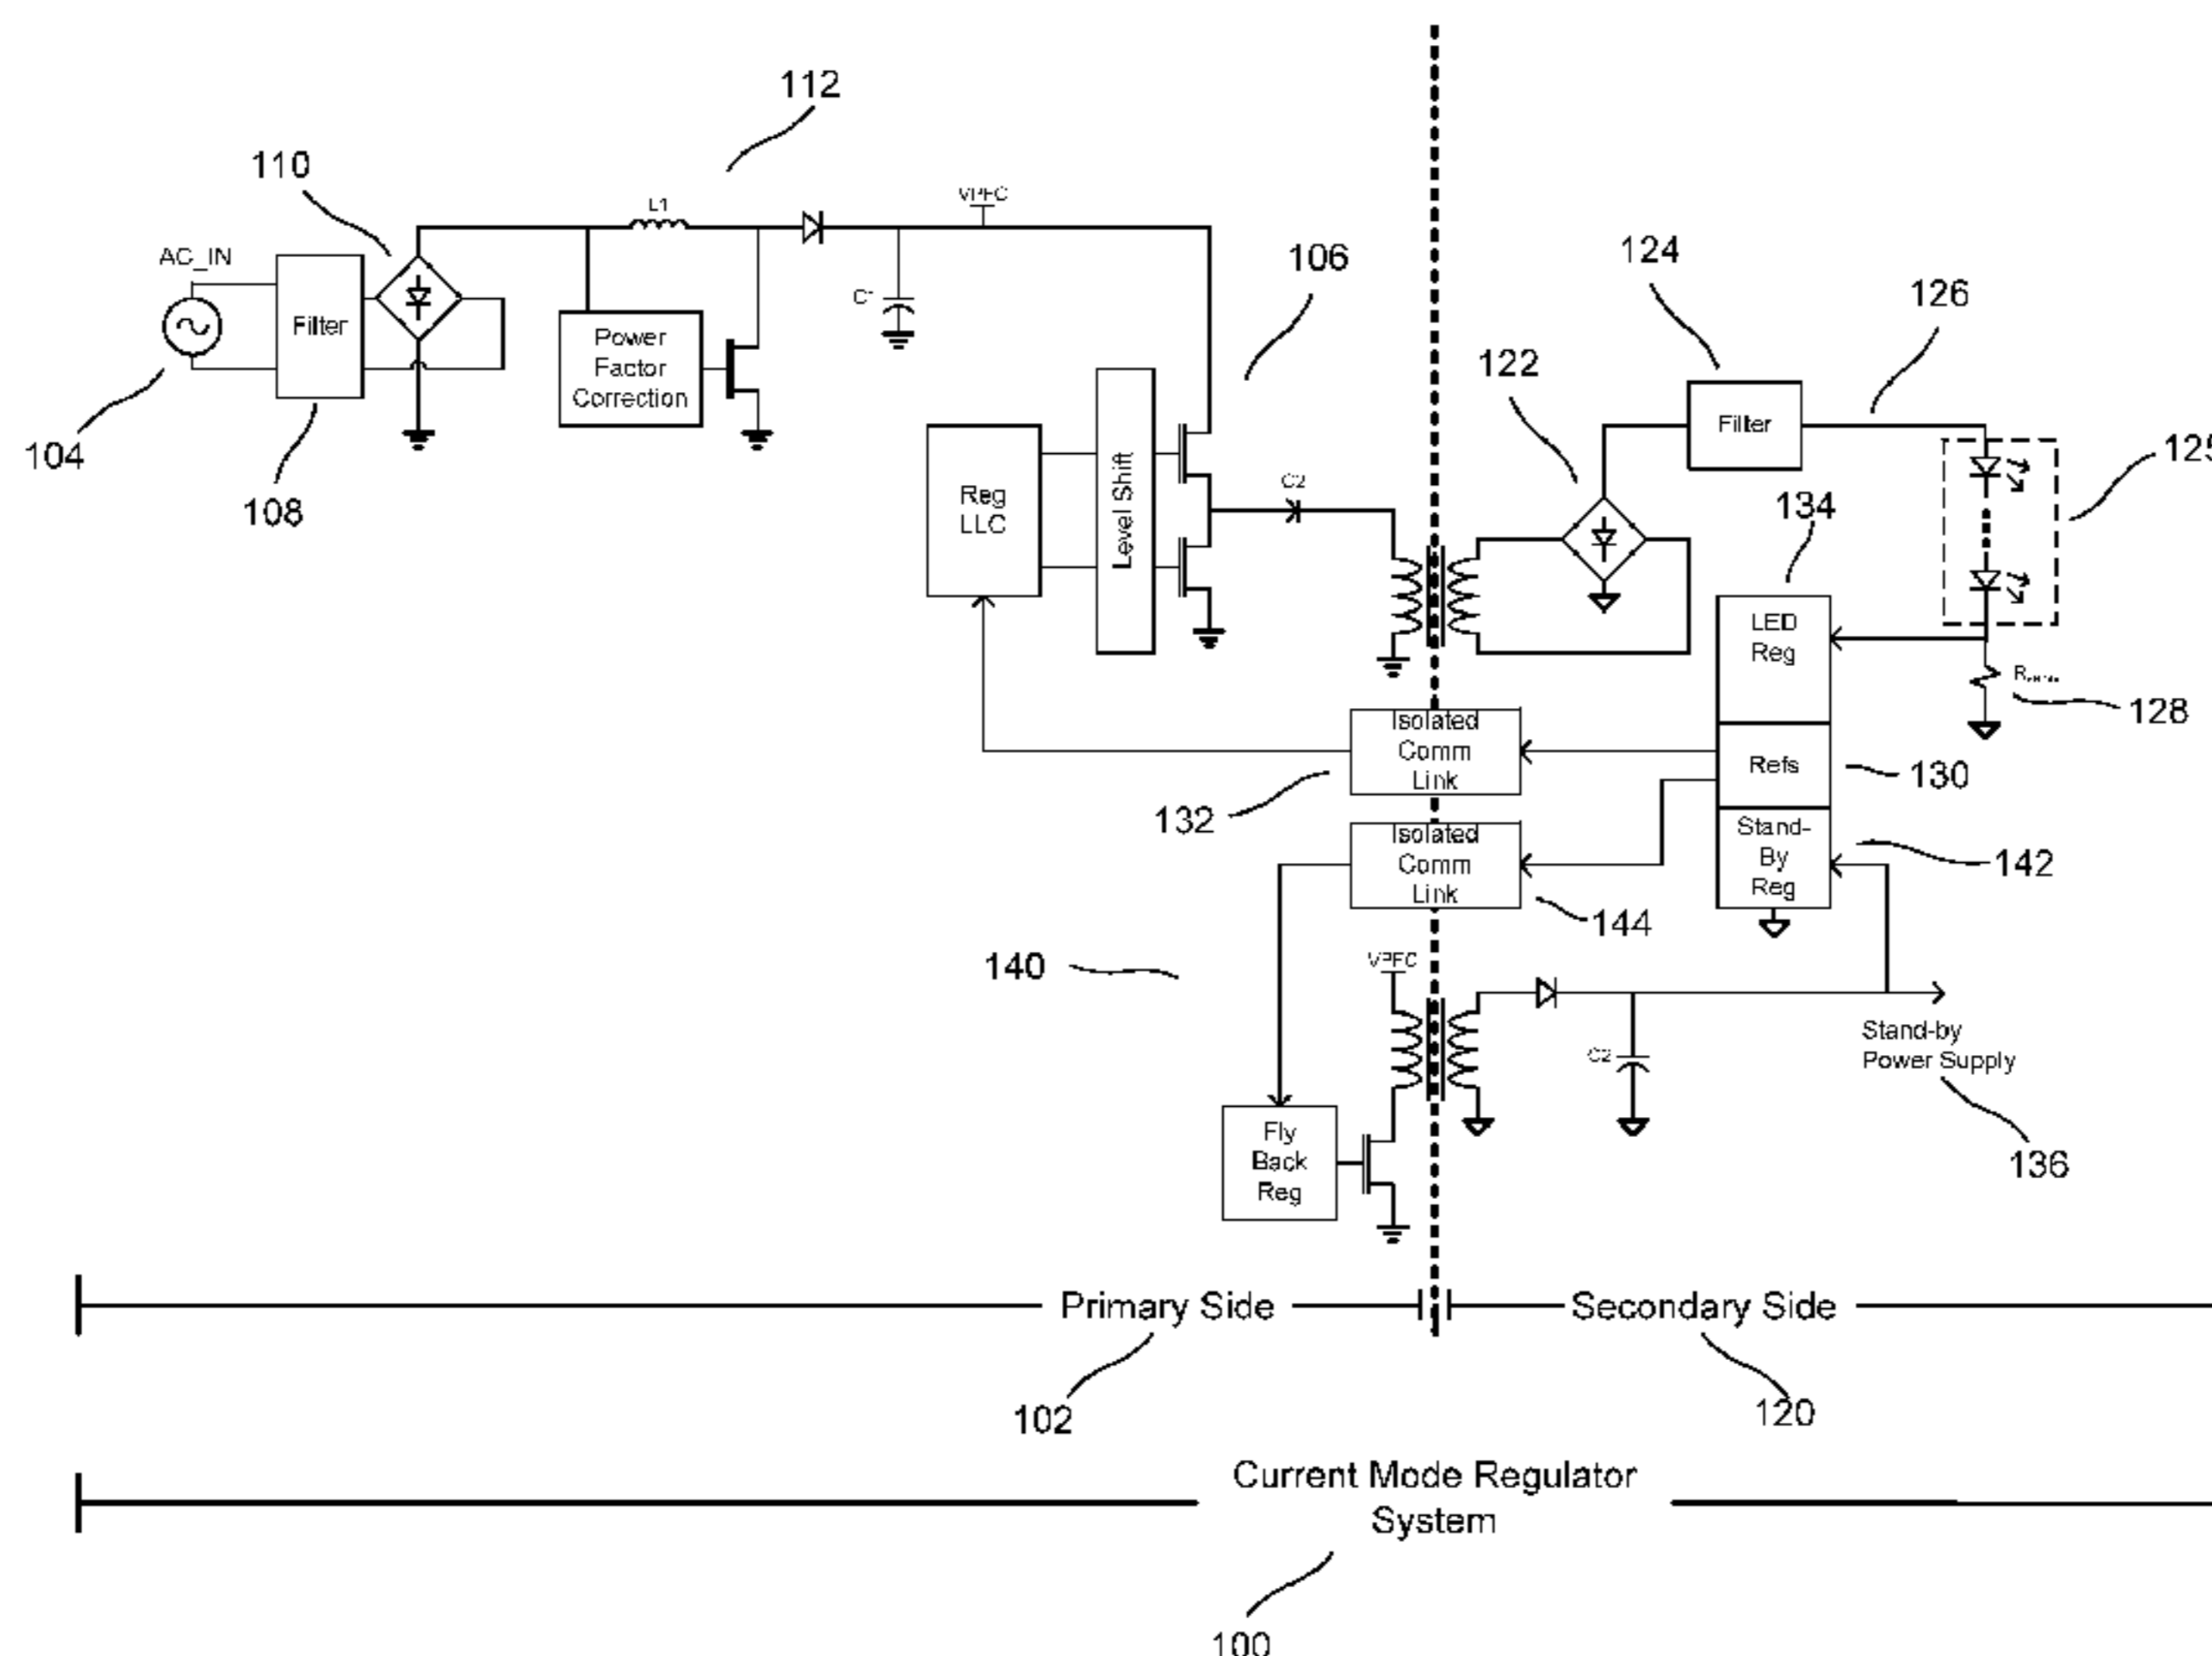 112
110
L1
VPFC
AC_IN
106
124
126
Filter
C1
122
Power
Factor
Correction
Filter
125
104
108
Reg
LLC
Level Shift
C2
134
LED
Reg
128
Isolated
Comm
Link
Refs
130
132
Isolated
Comm
Link
Stand-
By
Reg
142
144
140
VPFC
Stand-by
Power Supply
C2
136
Fly
Back
Reg
Primary Side
Secondary Side
102
120
Current Mode Regulator
System
100